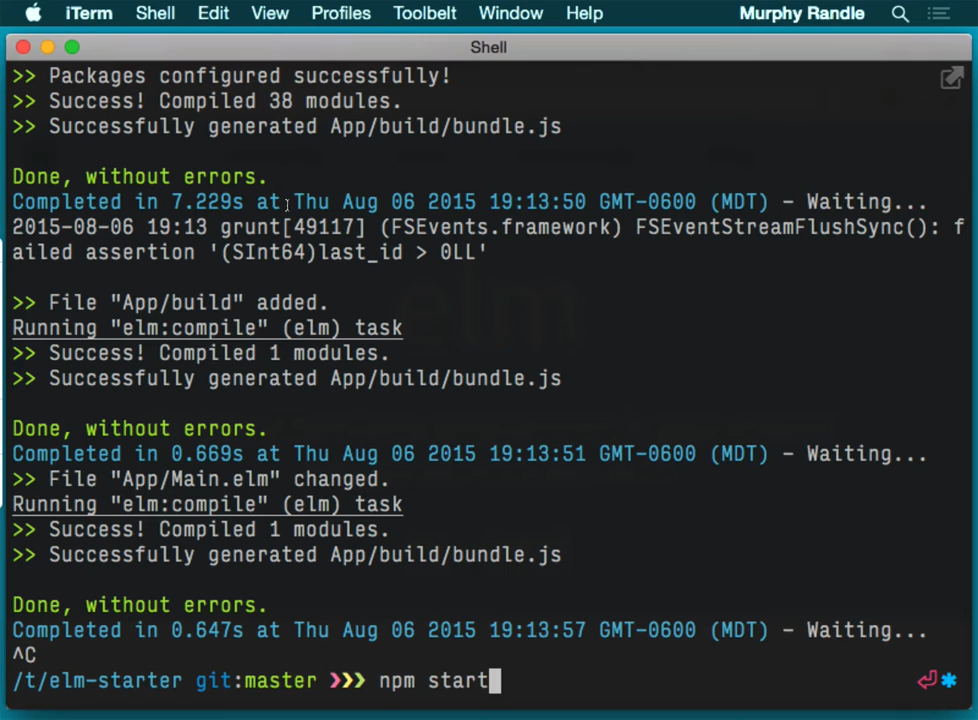 iTerm Shell Edit View Profiles Toolbelt Window Help Murphy Randle
Shell
>> Packages configured successfully!
>> Success! Compiled 38 modules.
>> Successfully generated App/build/bundle.js
Done, without errors.
Completed in 7.229s at Thu Aug 06 2015 19:13:50 GMT-0600 (MDT) - Waiting...
2015-08-06 19:13 grunt[49117] (FSEvents.framework) FSEventStreamFlushSync(): f
ailed assertion '(SInt64)last_id > 0LL'
>> File "App/build" added.
Running "elm:compile" (elm) task
>> Success! Compiled 1 modules.
>> Successfully generated App/build/bundle.js
Done, without errors.
Completed in 0.669s at Thu Aug 06 2015 19:13:51 GMT-0600 (MDT) - Waiting...
>> File "App/Main.elm" changed.
Running "elm:compile" (elm) task
>> Success! Compiled 1 modules.
>> Successfully generated App/build/bundle.js
Done, without errors.
Completed in 0.647s at Thu Aug 06 2015 19:13:57 GMT-0600 (MDT) - Waiting...
^C
/t/elm-starter git:master ❯❯❯ npm start
elm